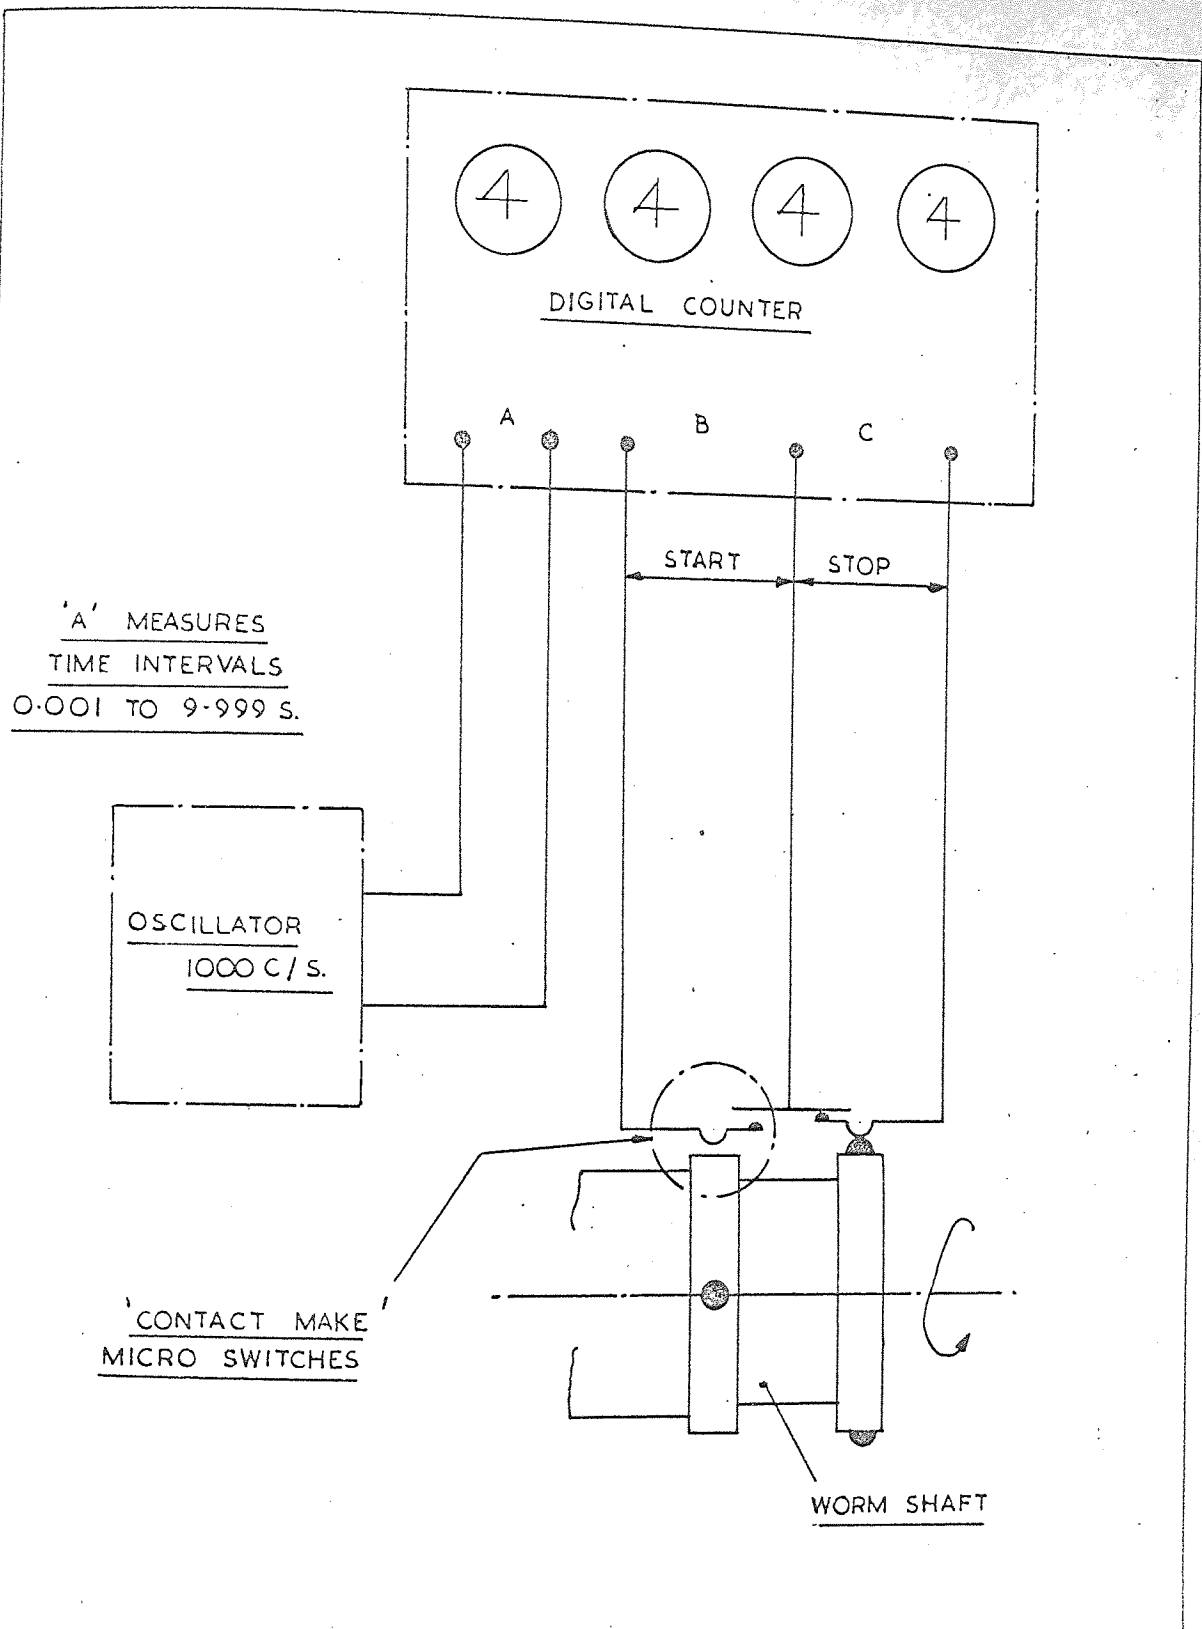 4 4 4 4
DIGITAL COUNTER
A B C
START STOP
'A' MEASURES
TIME INTERVALS
0·001 TO 9·999 S.
OSCILLATOR
1000 C/S.
'CONTACT MAKE'
MICRO SWITCHES
WORM SHAFT